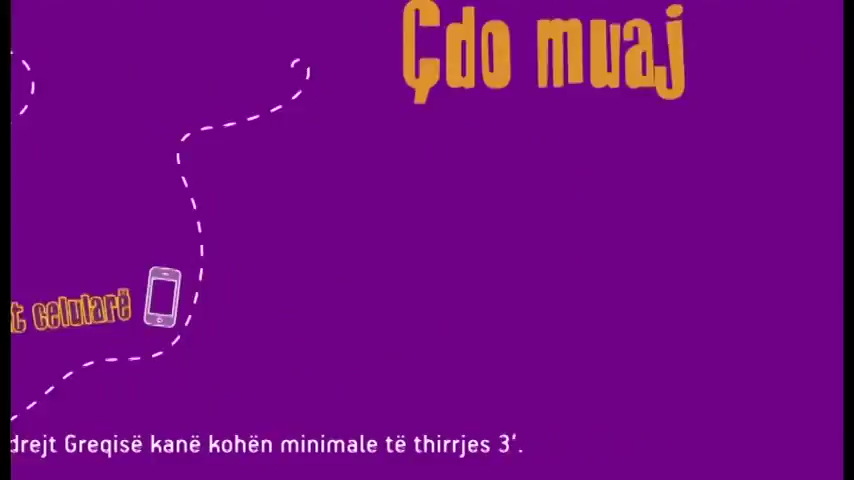 Çdo muaj
t celularë
drejt Greqisë kanë kohën minimale të thirrjes 3'.